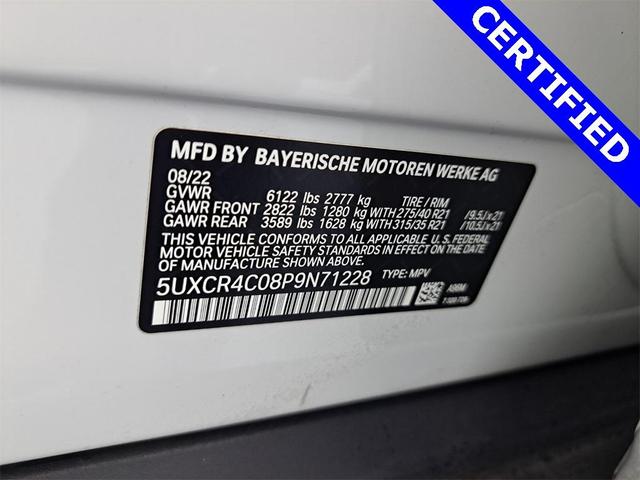 CERTIFIED
MFD BY BAYERISCHE MOTOREN WERKE AG
08/22
GVWR 6122 lbs 2777 kg TIRE / RIM
GAWR FRONT 2822 lbs 1280 kg WITH 275/40 R21 /9.5Jx21
GAWR REAR 3589 lbs 1628 kg WITH 315/35 R21 /10.5Jx21
THIS VEHICLE CONFORMS TO ALL APPLICABLE U. S. FEDERAL
MOTOR VEHICLE SAFETY STANDARDS IN EFFECT ON THE DATE
OF MANUFACTURE SHOWN ABOVE.
5UXCR4C08P9N71228 TYPE: MPV
A96M